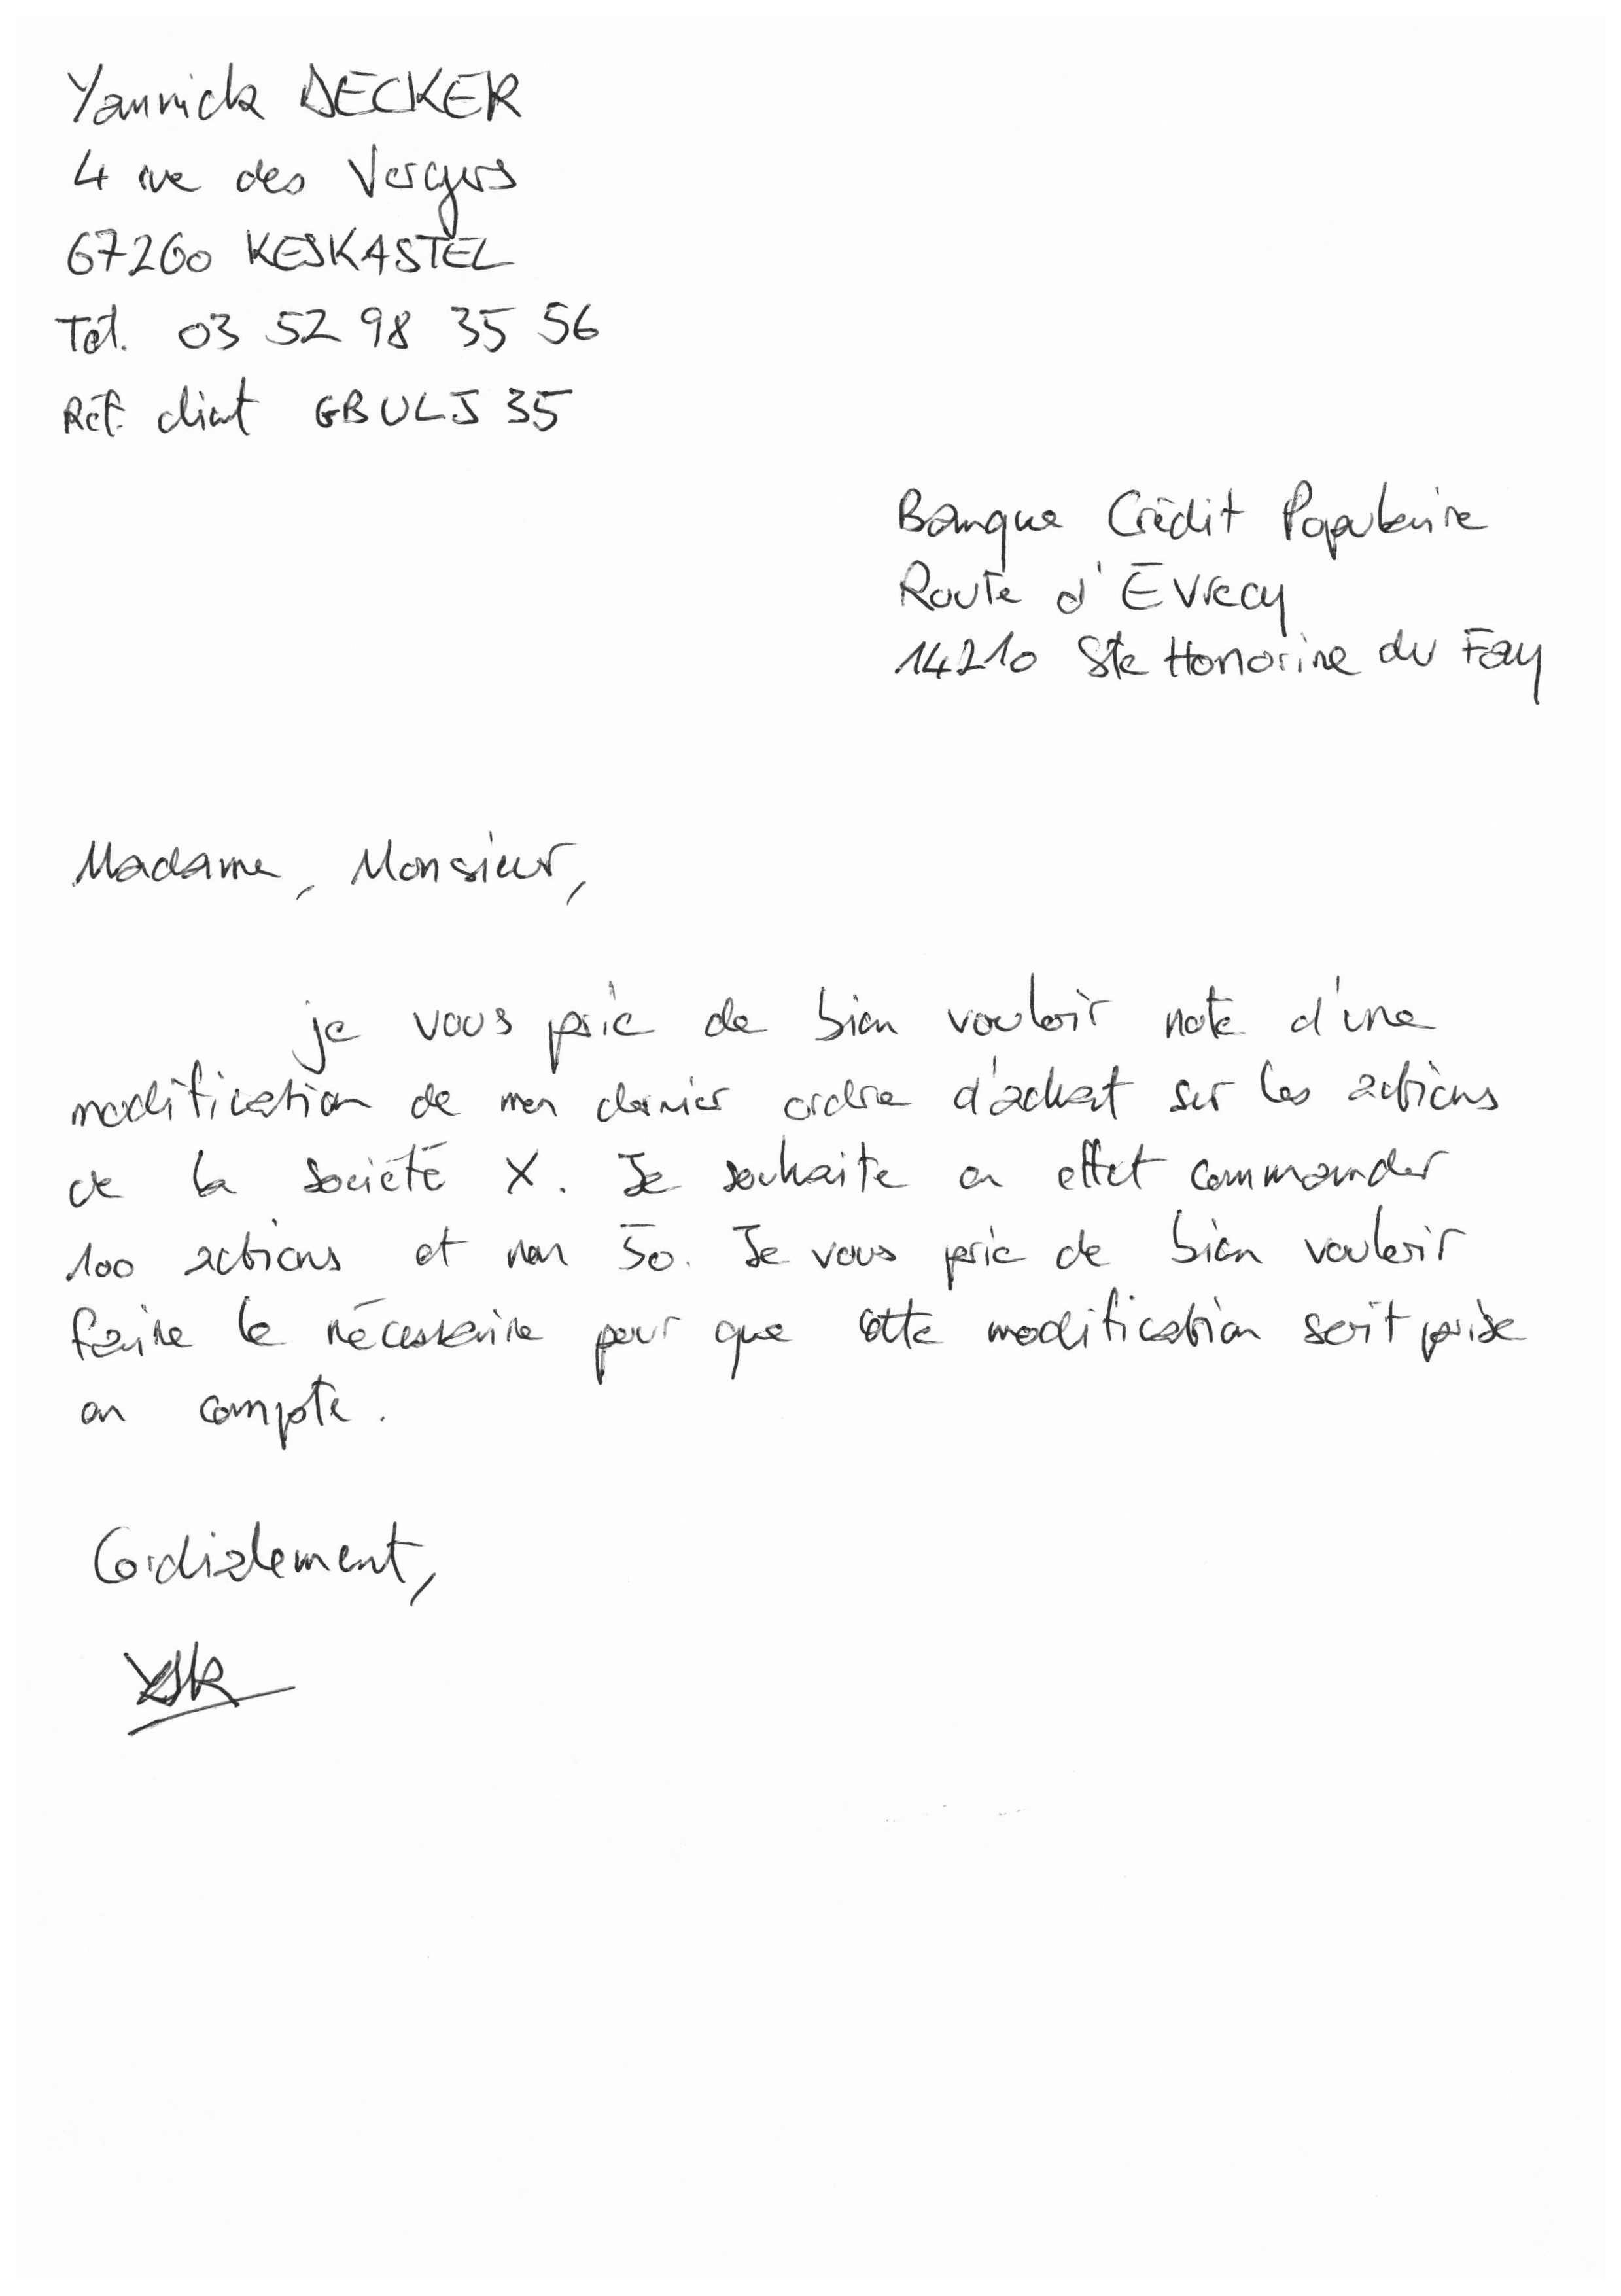 Yannick DECKER
4 rue des Vergers
67260 KESKASTEL
Tél. 03 52 98 35 56
Réf. client GBULJ 35
Banque Crédit Populaire
Route d'Evrecy
14210 Ste Honorine du Fay
Madame, Monsieur,
je vous prie de bien vouloir note d'une
modification de mon dernier ordre d'achat sur les actions
de la société X. Je souhaite en effet commander
100 actions et non 50. Je vous prie de bien vouloir
faire le nécessaire pour que cette modification soit prise
en compte.
Cordialement,